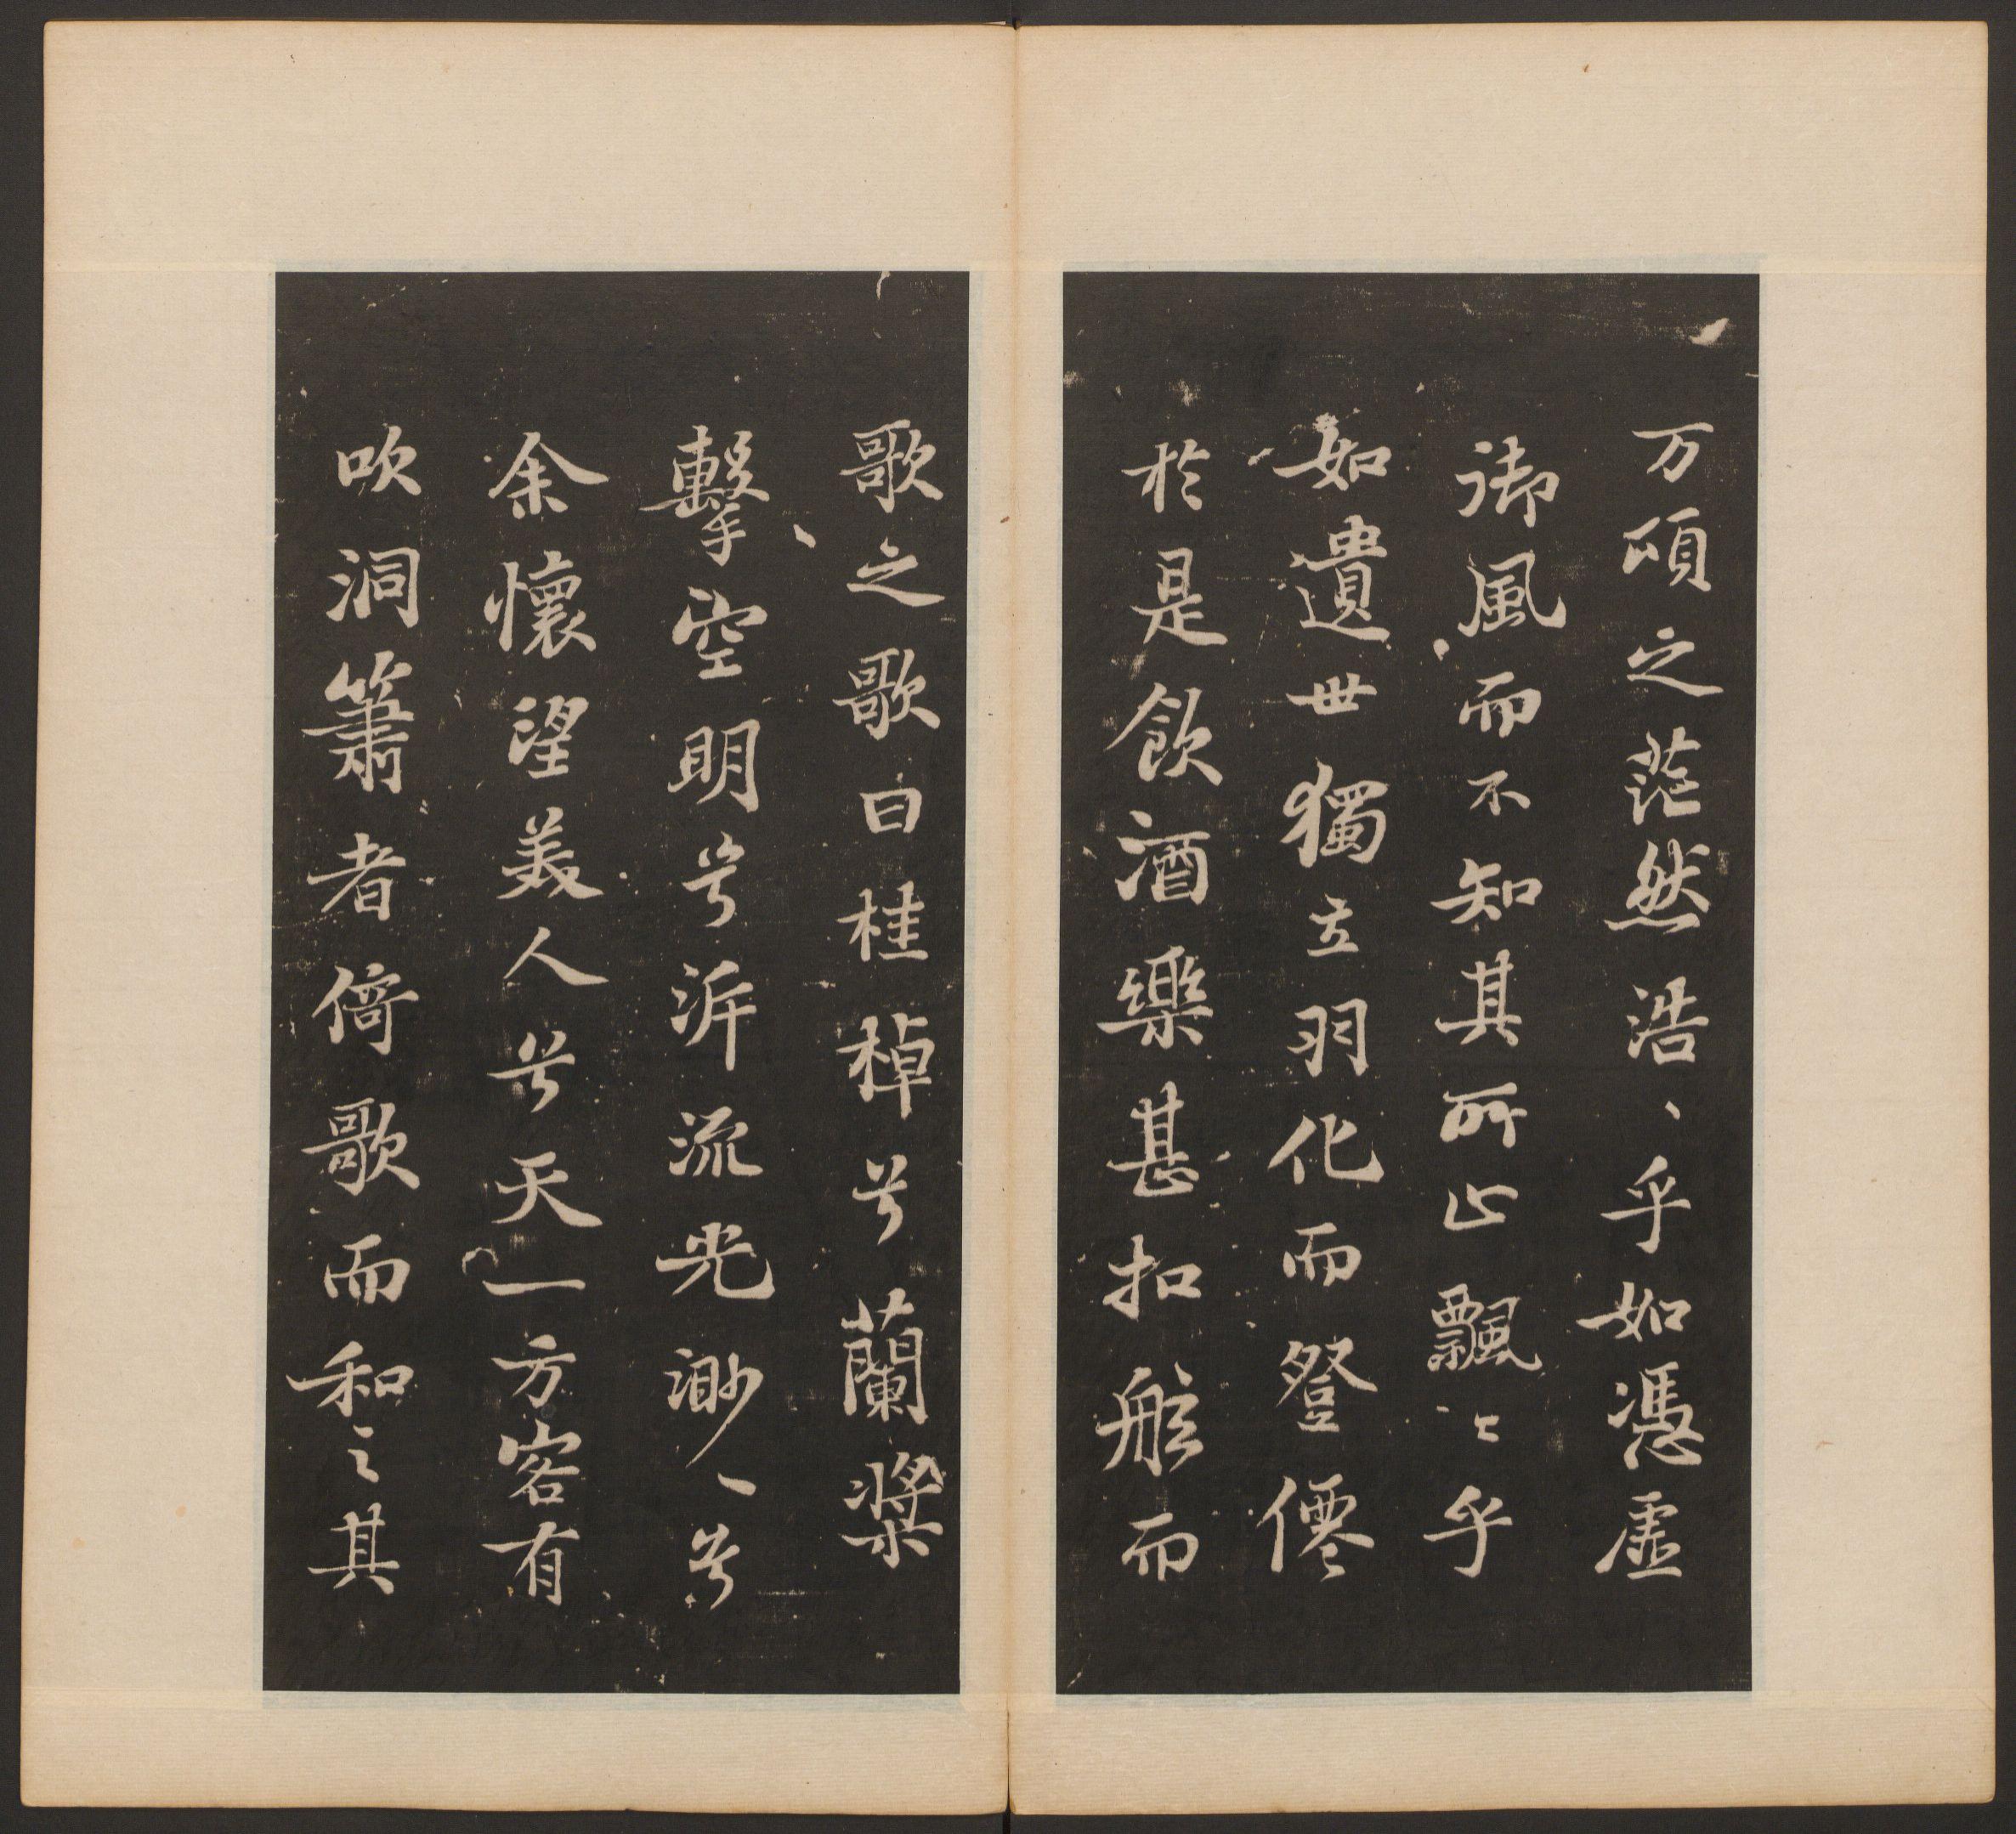 万頃之茫然浩、乎如馮虛
御風而不知其所止飄〻乎
如遺世獨立羽化而登僊
於是飲酒樂甚扣舷而
歌之歌曰桂棹兮蘭槳
擊空明兮泝流光渺、兮
余懷望美人兮天一方客有
吹洞簫者倚歌而和之其